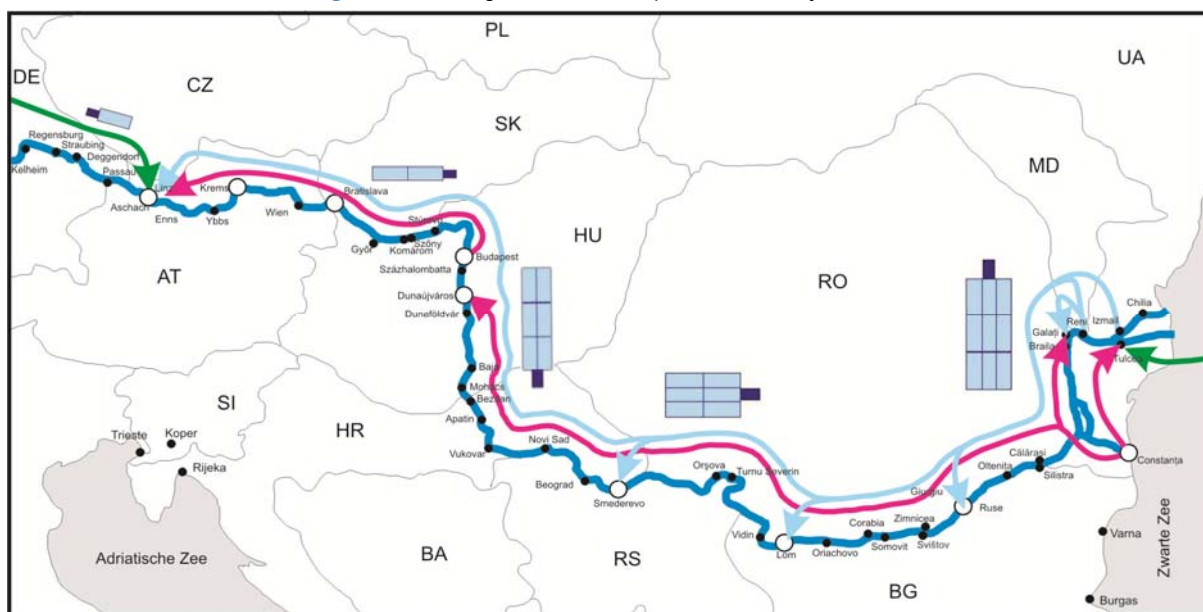 PL
UA
DE
CZ
SK
MD
Regensburg
Straubing
Deggendorf
Kelheim
Passau
Linz
Krems
Bratislava
Aschach
Enns
Ybbs
Wien
Štúrovo
Győr
Komárom
Szőny
Budapest
HU
Százhalombatta
AT
RO
Dunaújváros
Duneföldvár
Chilia
Izmail
Reni
Galați
Braila
Tulcea
Baja
Mohács
Bezdan
Apatin
SI
HR
Trieste
Koper
Rijeka
Vukovar
Novi Sad
Beograd
Smederevo
Orșova
Turnu Severin
Călărași
Oltenita
Silistra
Constanța
Giurgiu
Ruse
Zimnicea
Corabia
Vidin
Lom
Oriachovo
Somovit
Svištov
Varna
Adriatische Zee
BA
RS
BG
Burgas
Zwarte Zee